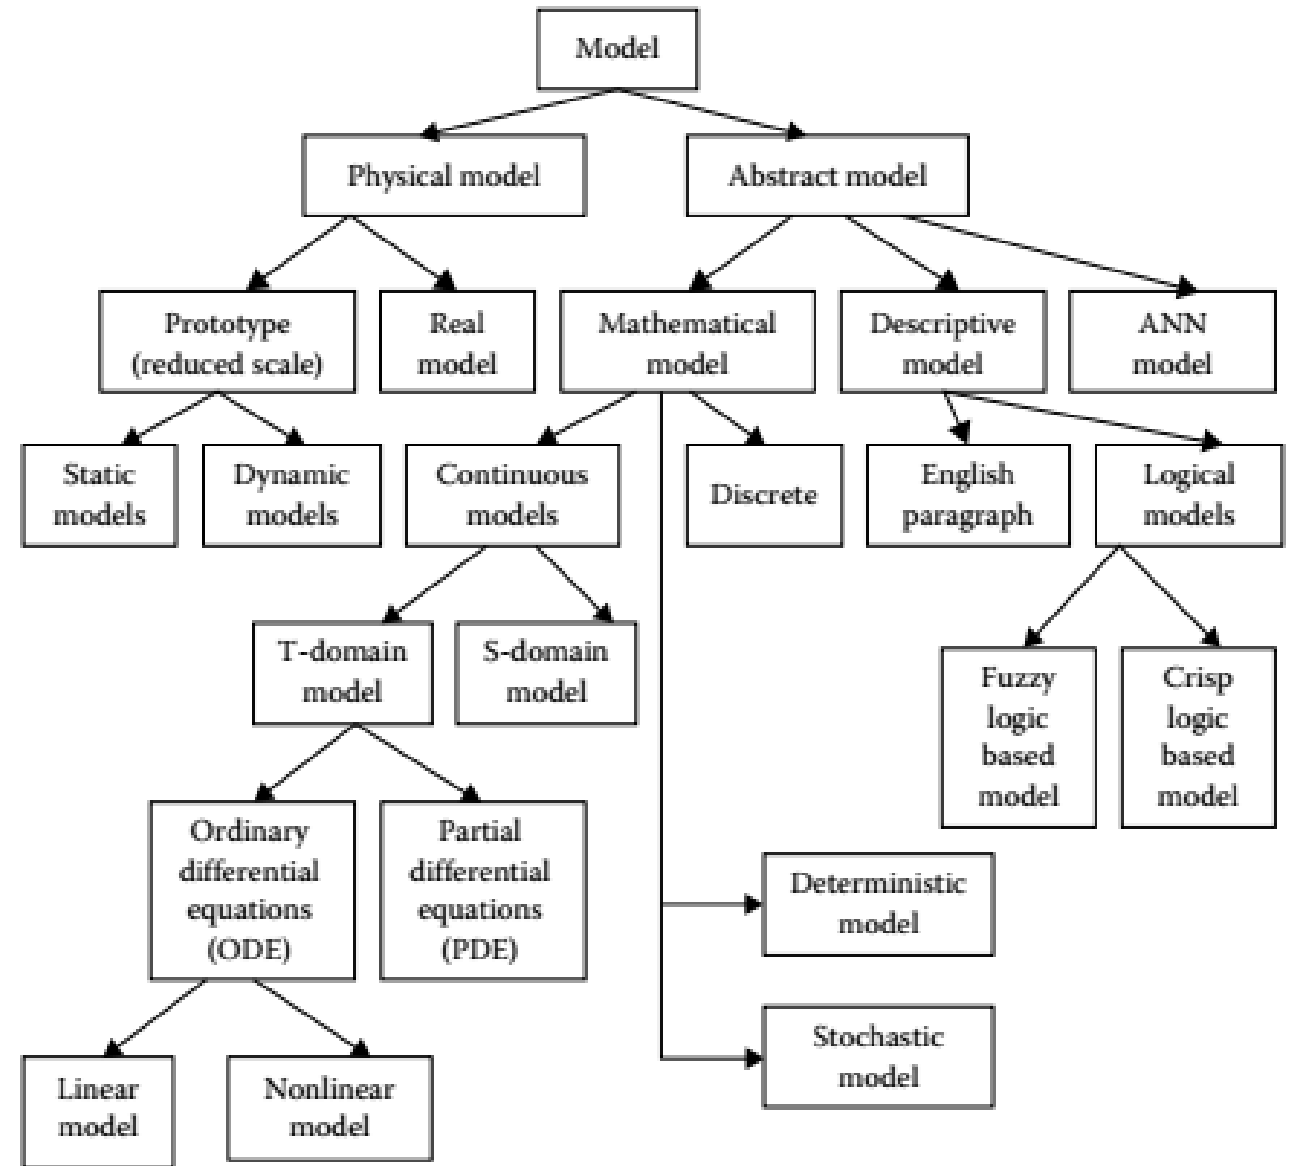 Model
Physical model
Abstract model
Prototype
(reduced scale)
Real
model
Mathematical
model
Descriptive
model
ANN
model
Static
models
Dynamic
models
Continuous
models
Discrete
English
paragraph
Logical
models
T-domain
model
S-domain
model
Fuzzy
logic
based
model
Crisp
logic
based
model
Ordinary
differential
equations
(ODE)
Partial
differential
equations
(PDE)
Deterministic
model
Stochastic
model
Linear
model
Nonlinear
model